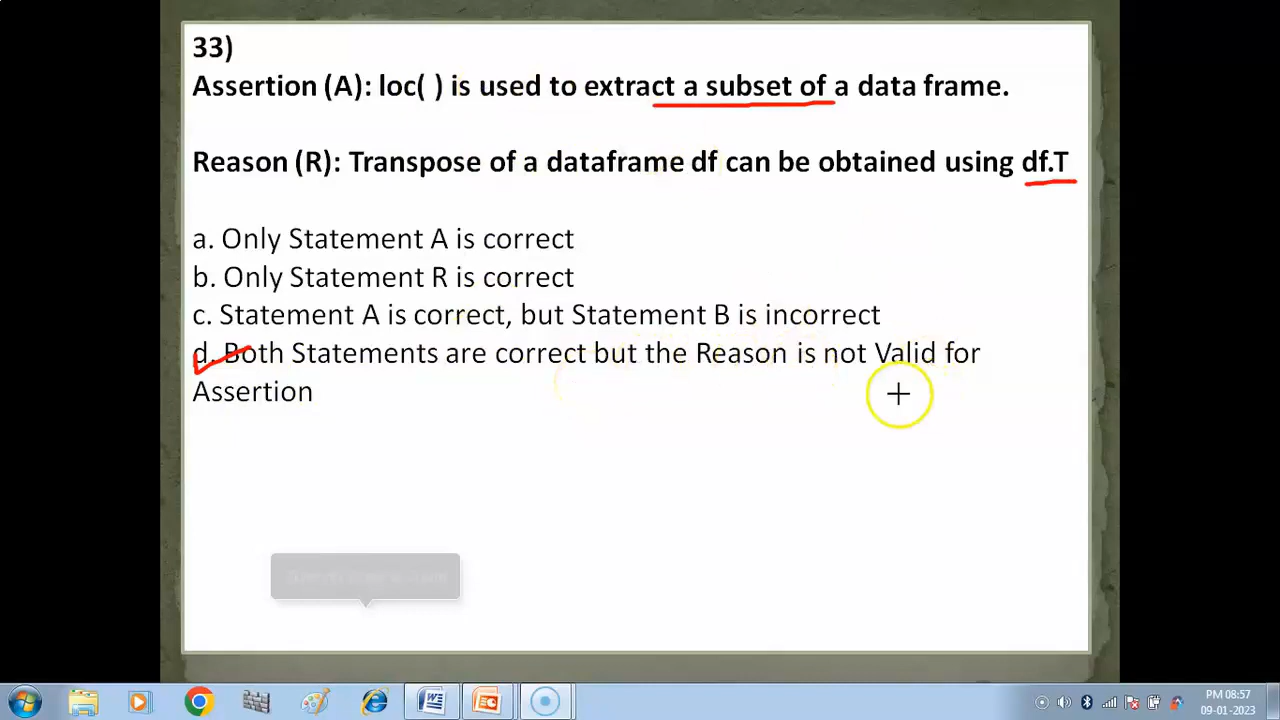 33)
Assertion (A): loc( ) is used to extract a subset of a data frame.
Reason (R): Transpose of a dataframe df can be obtained using df.T
a. Only Statement A is correct
b. Only Statement R is correct
c. Statement A is correct, but Statement B is incorrect
d. Both Statements are correct but the Reason is not Valid for
Assertion
PM 08:57
09-01-2023